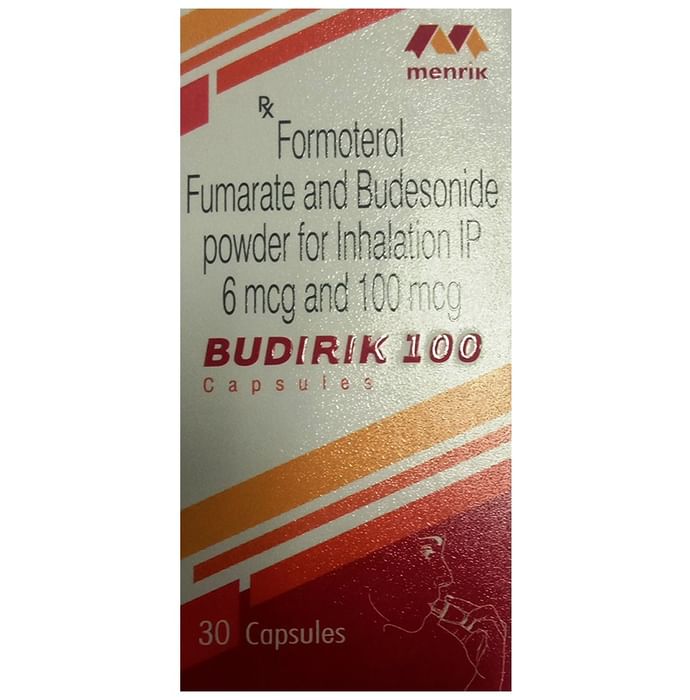 menrik
Rx
Formoterol
Fumarate and Budesonide
powder for Inhalation IP
6 mcg and 100 mcg
BUDIRIK 100
Capsules
30 Capsules